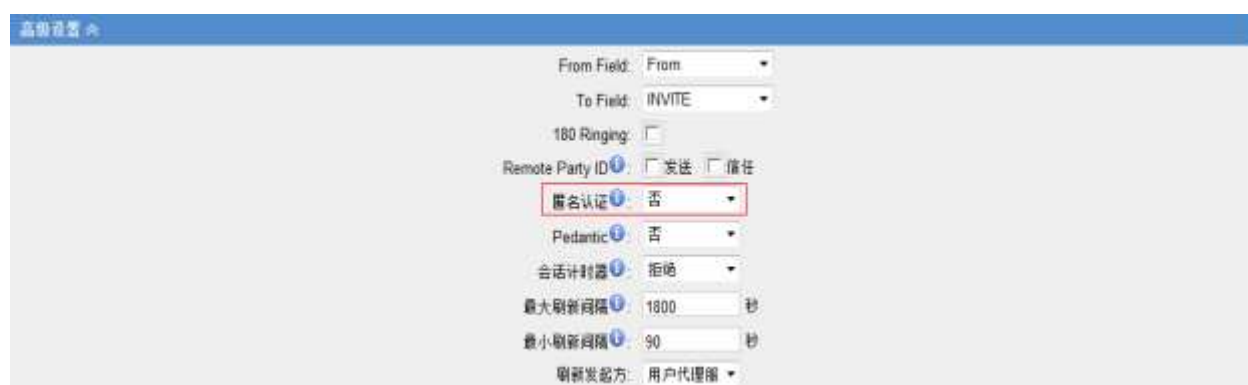 高级设置
From Field: From
To Field: INVITE
180 Ringing:
Remote Party ID: 发送 信任
匿名认证: 否
Pedantic: 否
会话计时器: 拒绝
最大刷新间隔: 1800 秒
最小刷新间隔: 90 秒
刷新发起方: 用户代理服